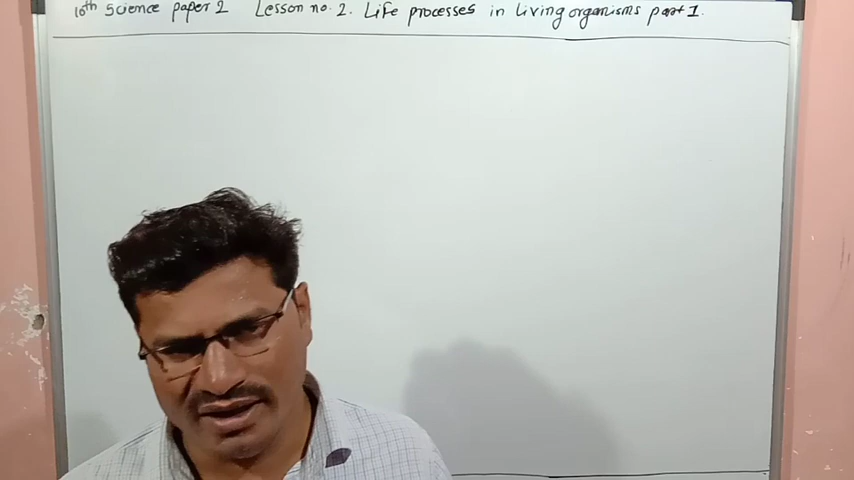 10th Science paper 2 Lesson no. 2. Life processes in living organisms part 1.